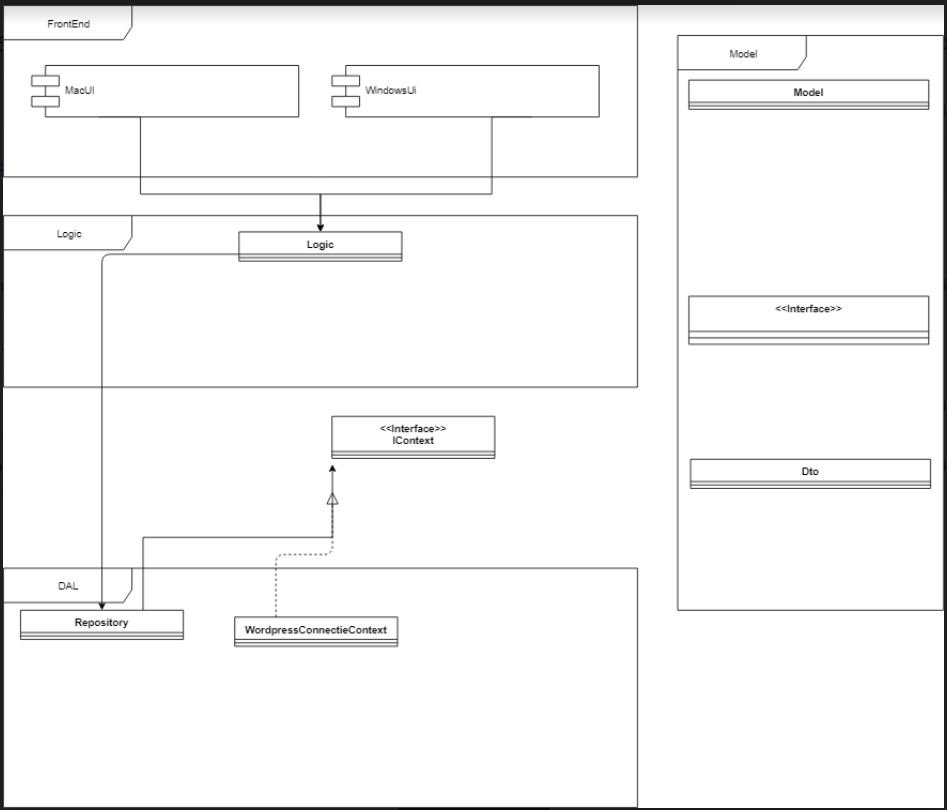 FrontEnd
MacUI
WindowsUi
Logic
Logic
<<Interface>>
IContext
DAL
Repository
WordpressConnectieContext
Model
Model
<<Interface>>
Dto